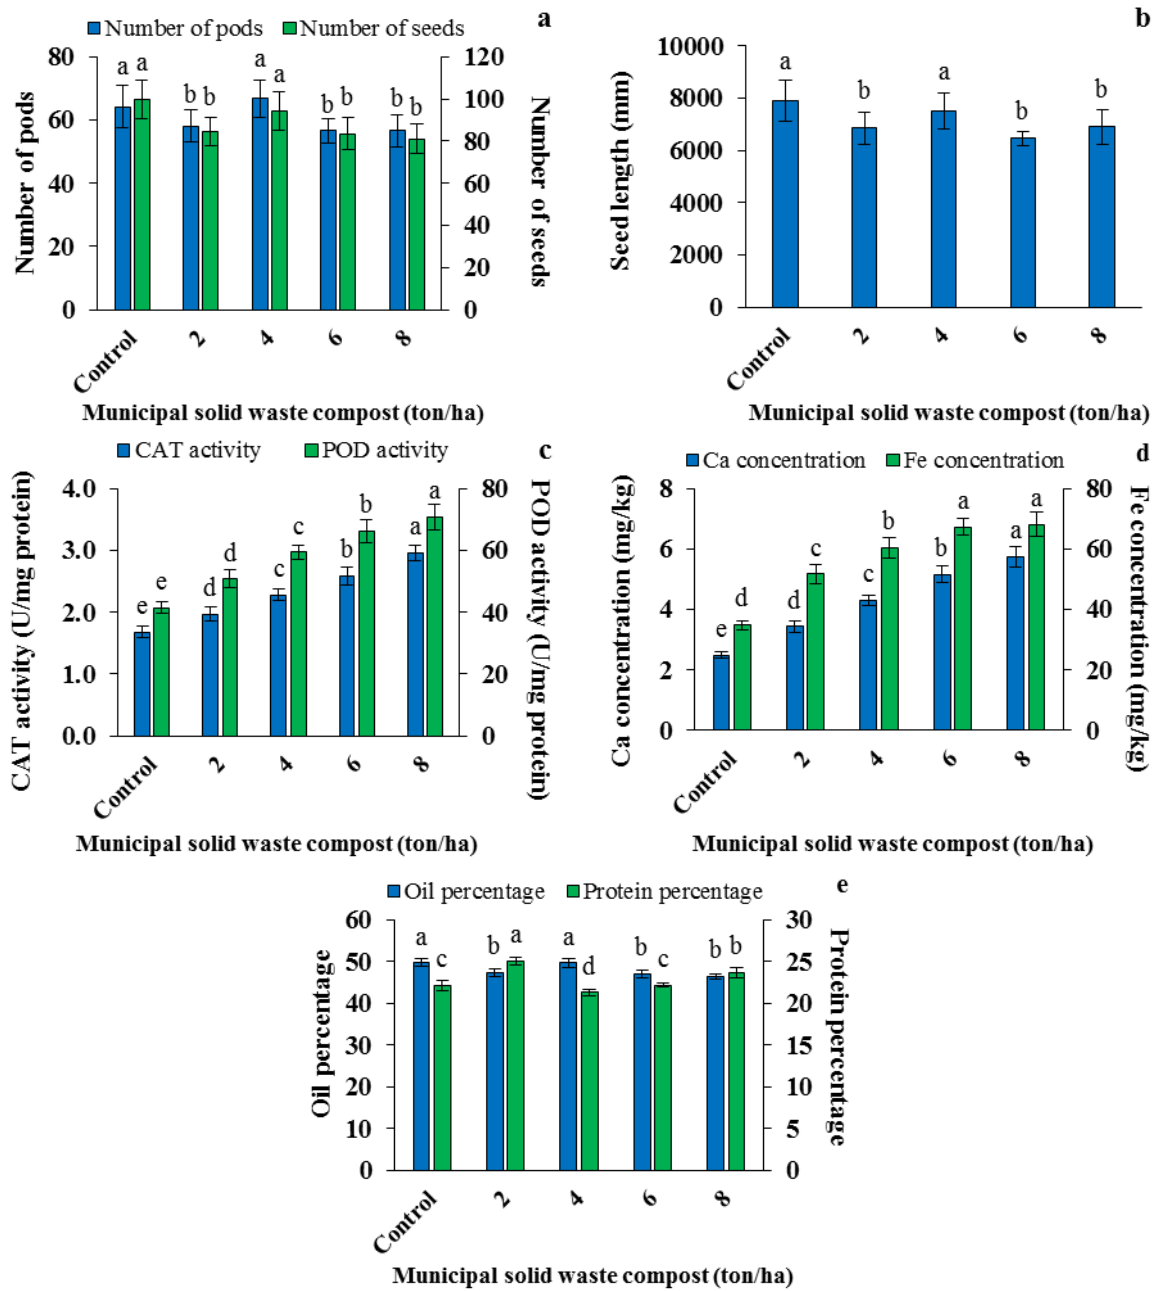 a
Number of pods Number of seeds
Number of pods
80
60
40
20
0
a a b b a a b b b b
120
100
80
60
40
20
0
Number of seeds
Control 2 4 6 8
Municipal solid waste compost (ton/ha)
b
Seed length (mm)
10000
8000
6000
4000
2000
0
a b a b b
Control 2 4 6 8
Municipal solid waste compost (ton/ha)
c
CAT activity POD activity
CAT activity (U/mg protein)
4.0
3.0
2.0
1.0
0.0
e e d d c c b b a a
80
60
40
20
0
POD activity (U/mg protein)
Control 2 4 6 8
Municipal solid waste compost (ton/ha)
d
Ca concentration Fe concentration
Ca concentration (mg/kg)
8
6
4
2
0
e d d c c b b a a a
80
60
40
20
0
Fe concentration (mg/kg)
Control 2 4 6 8
Municipal solid waste compost (ton/ha)
e
Oil percentage Protein percentage
Oil percentage
60
50
40
30
20
10
0
a c b a a d b c b b
30
25
20
15
10
5
0
Protein percentage
Control 2 4 6 8
Municipal solid waste compost (ton/ha)